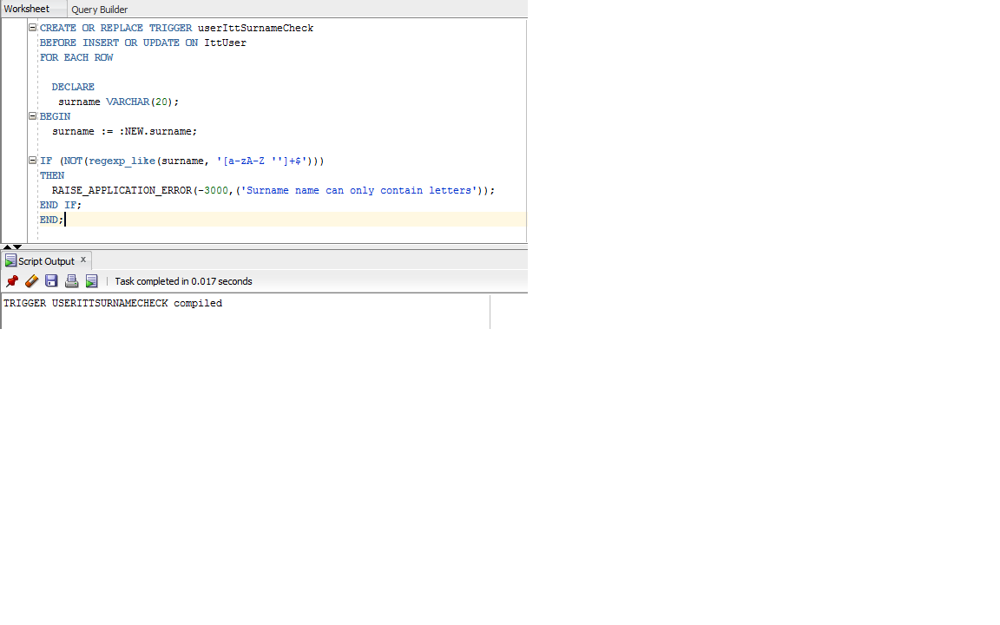 Worksheet Query Builder
CREATE OR REPLACE TRIGGER userIttSurnameCheck
BEFORE INSERT OR UPDATE ON IttUser
FOR EACH ROW
DECLARE
surname VARCHAR(20);
BEGIN
surname := :NEW.surname;
IF (NOT(regexp_like(surname, '[a-zA-Z '']+$')))
THEN
RAISE_APPLICATION_ERROR(-3000,('Surname name can only contain letters'));
END IF;
END;
Script Output x
Task completed in 0.017 seconds
TRIGGER USERITTSURNAMECHECK compiled